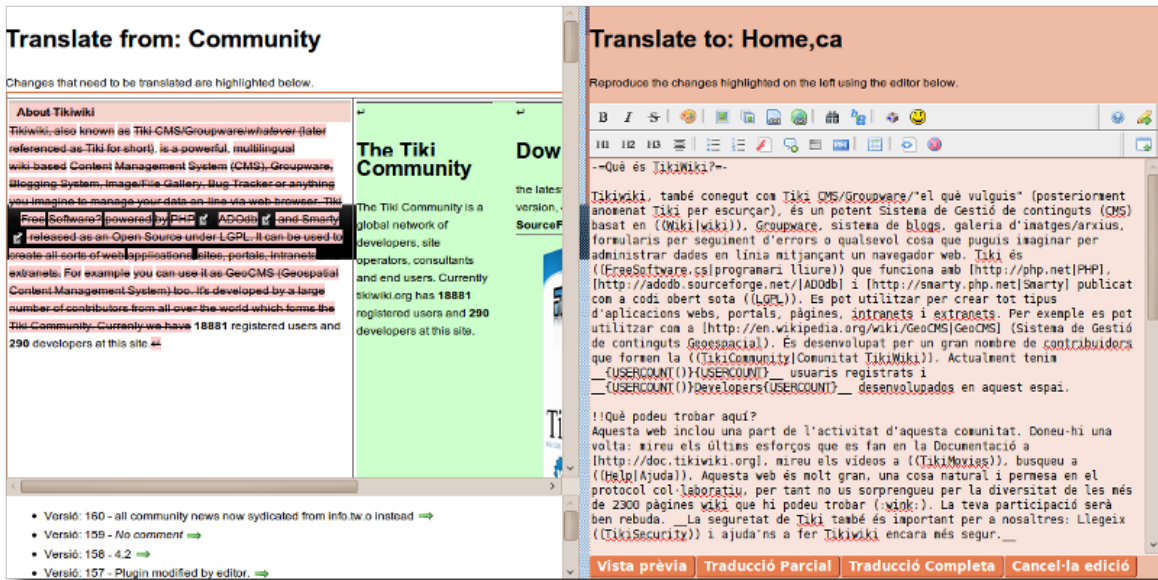 Translate from: Community
Changes that need to be translated are highlighted below.
About Tikiwiki
Tikiwiki, also known as Tiki CMS/Groupware/whatever (later
referenced as Tiki for short), is a powerful, multilingual
wiki-based Content Management System (CMS), Groupware,
Blogging System, Image/File Gallery, Bug Tracker or anything
you imagine to manage your data on-line via web browser. Tiki
Free Software? powered by PHP ADOdb and Smarty
released as an Open Source under LGPL. It can be used to
create all sorts of web applications, sites, portals, intranets
extranets. For example you can use it as GeoCMS (Geospatial
Content Management System) too. It's developed by a large
number of contributors from all over the world which forms the
Tiki Community. Currenly we have 18881 registered users and
290 developers at this site.↵
↵
The Tiki
Community
The Tiki Community is a
global network of
developers, site
operators, consultants
and end users. Currently
tikiwiki.org has 18881
registered users and 290
developers at this site.
↵
Dow
the lates
version,
SourceF
Ti
Versió: 160 - all community news now sydicated from info.tw.o instead
Versió: 159 - No comment
Versió: 158 - 4.2
Versió: 157 - Plugin modified by editor.
Translate to: Home,ca
Reproduce the changes highlighted on the left using the editor below.
B I S
H1 H2 H3
-=Què és TikiWiki?=-
Tikiwiki, també conegut com Tiki CMS/Groupware/"el què vulguis" (posteriorment
anomenat Tiki per escurçar), és un potent Sistema de Gestió de continguts (CMS)
basat en ((Wiki|wiki)), Groupware, sistema de blogs, galeria d'imatges/arxius,
formularis per seguiment d'errors o qualsevol cosa que puguis imaginar per
administrar dades en línia mitjançant un navegador web. Tiki és
((FreeSoftware.cs|programari lliure)) que funciona amb [http://php.net|PHP],
[http://adodb.sourceforge.net/|ADOdb] i [http://smarty.php.net|Smarty] publicat
com a codi obert sota ((LGPL)). Es pot utilitzar per crear tot tipus
d'aplicacions webs, portals, pàgines, intranets i extranets. Per exemple es pot
utilitzar com a [http://en.wikipedia.org/wiki/GeoCMS|GeoCMS] (Sistema de Gestió
de continguts Geoespacial). És desenvolupat per un gran nombre de contribuidors
que formen la ((TikiCommunity|Comunitat TikiWiki)). Actualment tenim
__{USERCOUNT()}{USERCOUNT}__ usuaris registrats i
__{USERCOUNT()}Developers{USERCOUNT}__ desenvolupados en aquest espai.
!!Què podeu trobar aquí?
Aquesta web inclou una part de l'activitat d'aquesta comunitat. Doneu-hi una
volta: mireu els últims esforços que es fan en la Documentació a
[http://doc.tikiwiki.org], mireu els vídeos a ((TikiMovies)), busqueu a
((Help|Ajuda)). Aquesta web és molt gran, una cosa natural i permesa en el
protocol col·laboratiu, per tant no us sorprengueu per la diversitat de les més
de 2300 pàgines wiki que hi podeu trobar (:wink:). La teva participació serà
ben rebuda. __La seguretat de Tiki també és important per a nosaltres: Llegeix
((TikiSecurity)) i ajuda'ns a fer Tikiwiki encara més segur.__
Vista prèvia Traducció Parcial Traducció Completa Cancel·la edició